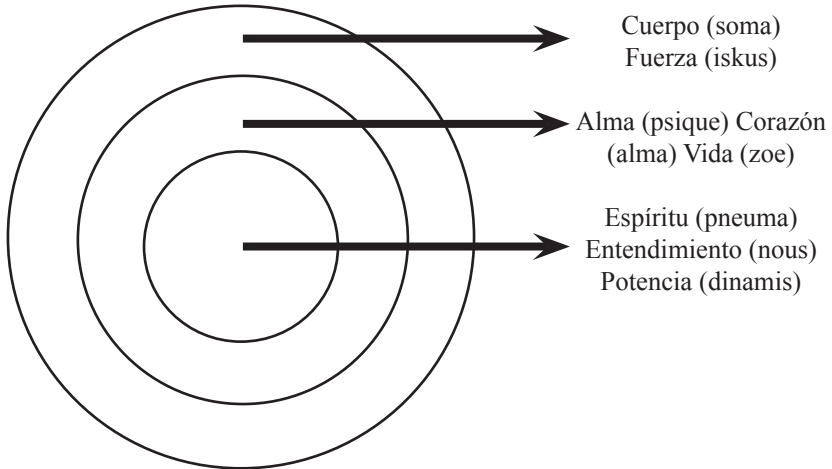 Cuerpo (soma)
Fuerza (iskus)
Alma (psique) Corazón
(alma) Vida (zoe)
Espíritu (pneuma)
Entendimiento (nous)
Potencia (dinamis)